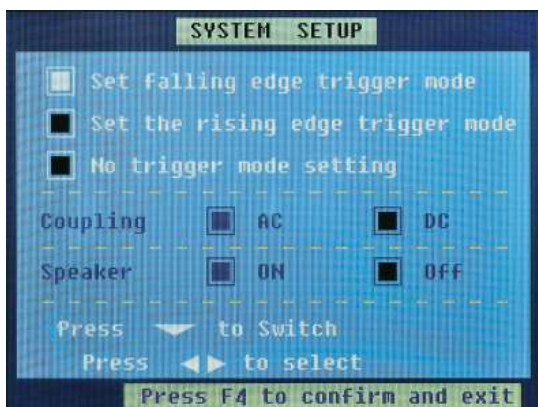 SYSTEM SETUP
Set falling edge trigger mode
Set the rising edge trigger mode
No trigger mode setting
Coupling AC DC
Speaker ON Off
Press to Switch
Press to select
Press F4 to confirm and exit